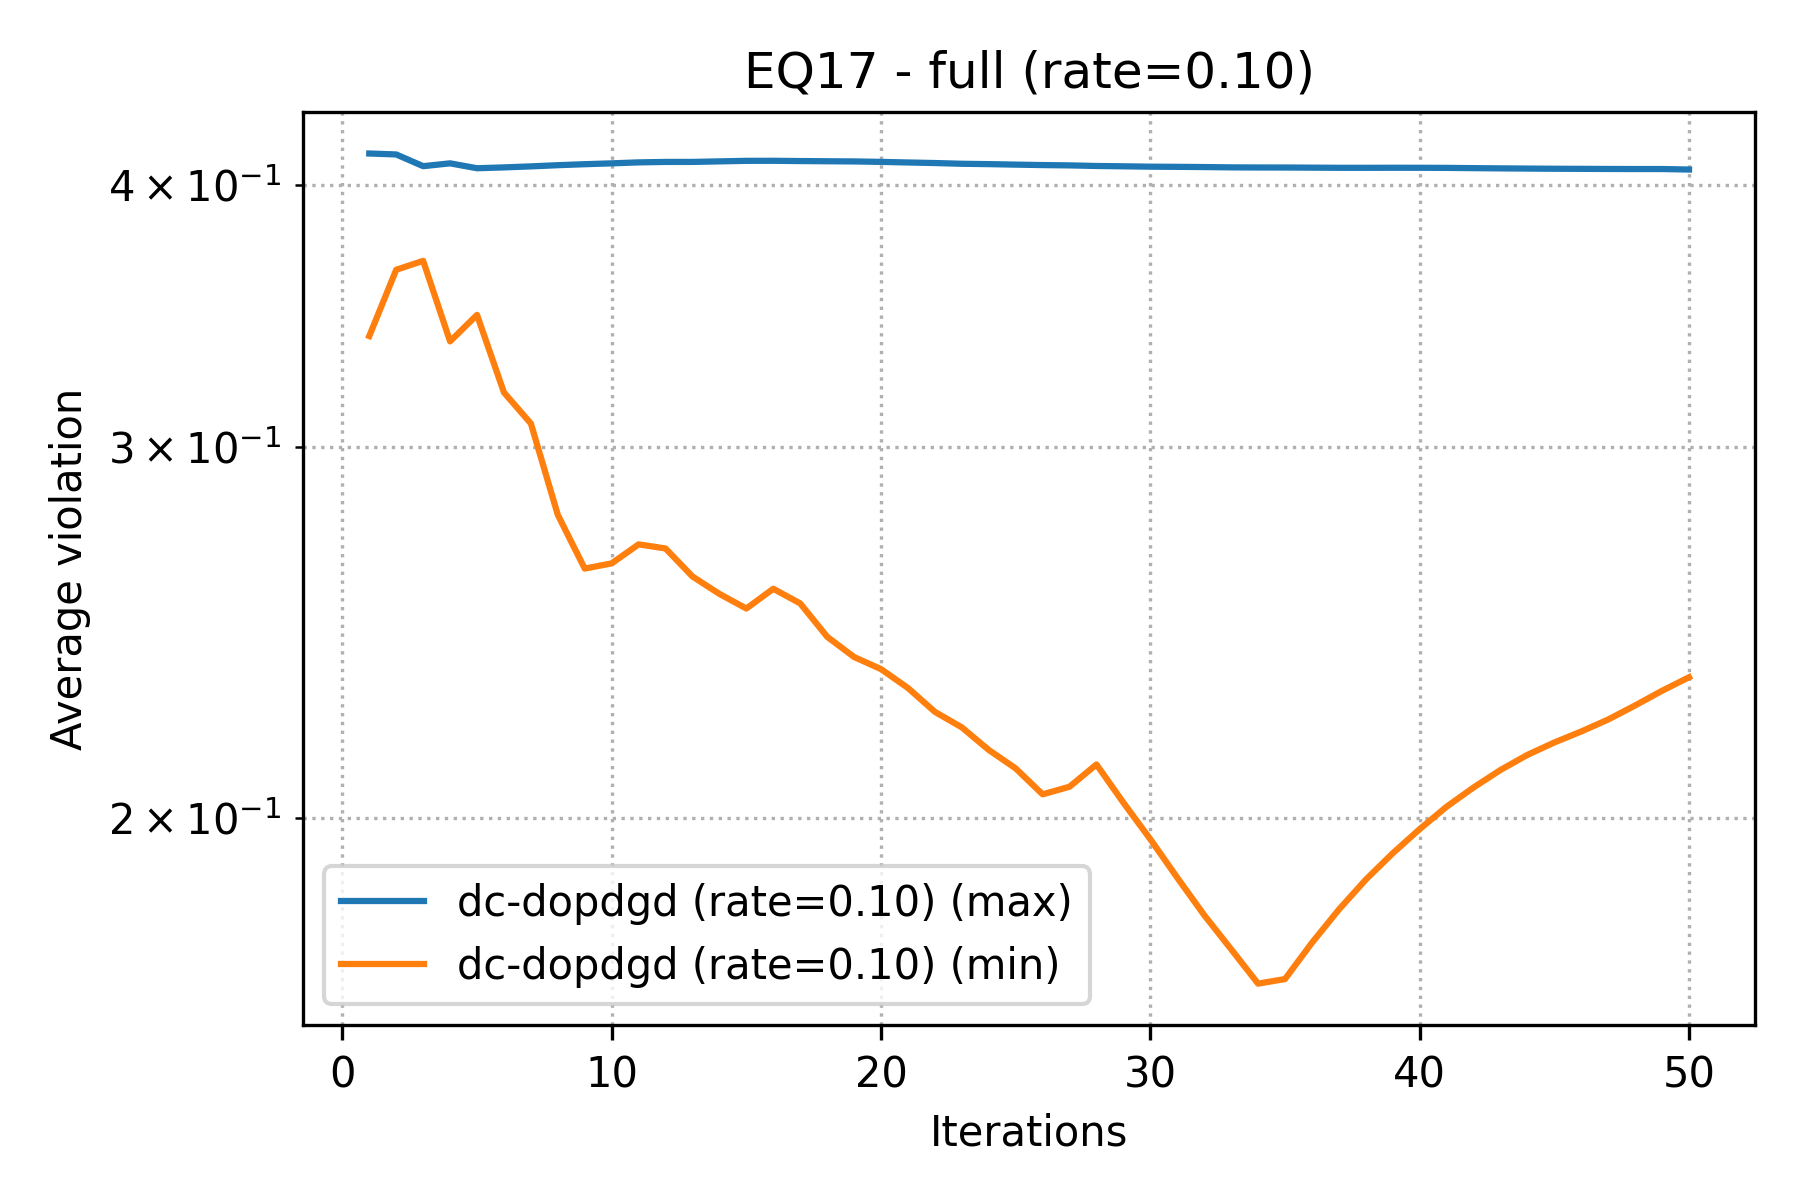 EQ17 - full (rate=0.10)
Average violation
4 × 10⁻¹
3 × 10⁻¹
2 × 10⁻¹
dc-dopdgd (rate=0.10) (max)
dc-dopdgd (rate=0.10) (min)
0 10 20 30 40 50
Iterations